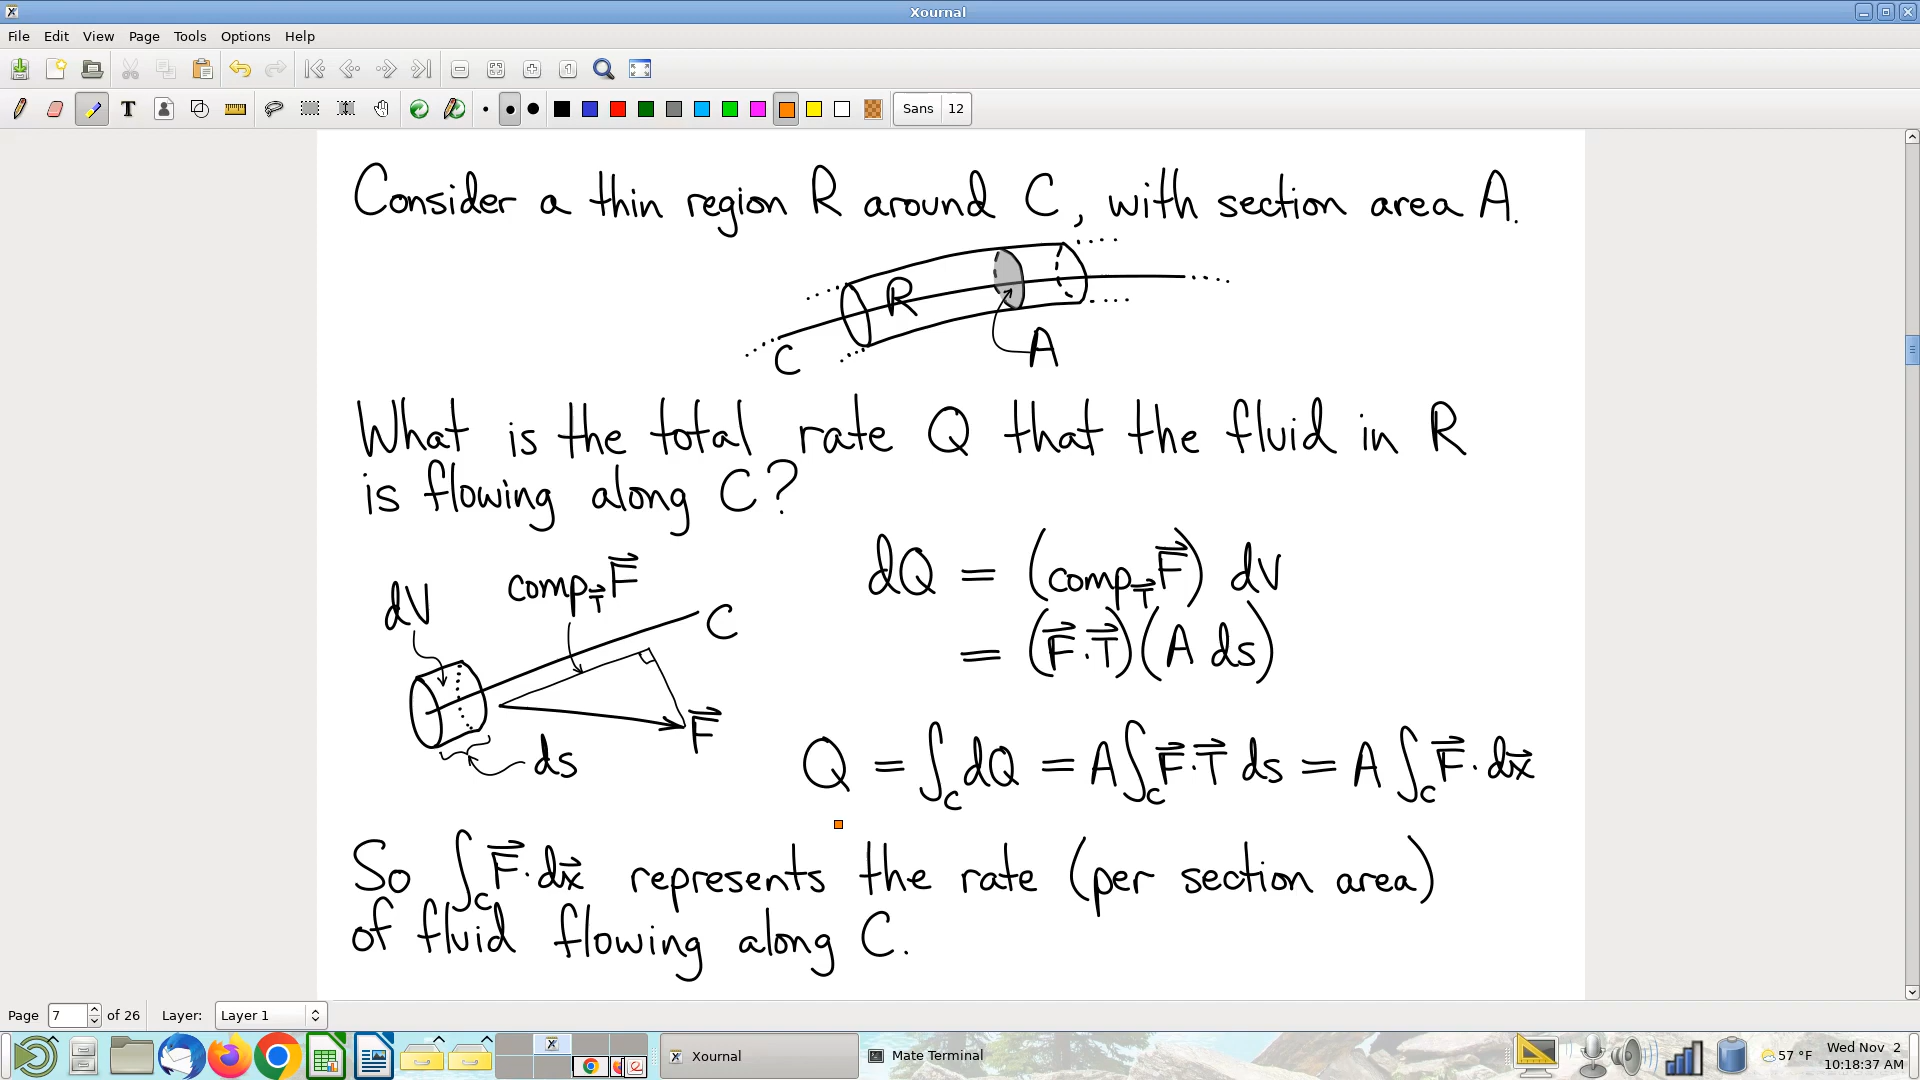 Xournal
File Edit View Page Tools Options Help
Sans 12
Consider a thin region R around C, with section area A.
R
C
A
What is the total rate Q that the fluid in R
is flowing along C?
dV
comp_T⃗ F⃗
C
F⃗
ds
dQ = (comp_T⃗ F⃗) dV
= (F⃗·T⃗)(A ds)
Q = ∫_C dQ = A∫_C F⃗·T⃗ ds = A ∫_C F⃗·dx⃗
So ∫_C F⃗·dx⃗ represents the rate (per section area)
of fluid flowing along C.
Page 7 of 26 Layer: Layer 1
Xournal
Mate Terminal
57 °F
Wed Nov 2
10:18:37 AM